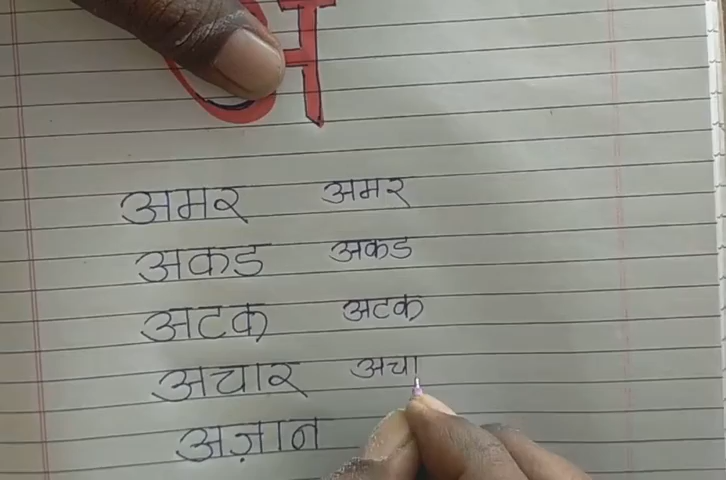 अमर अमर
अकड अकड
अटक अटक
अचार अचा
अज़ान